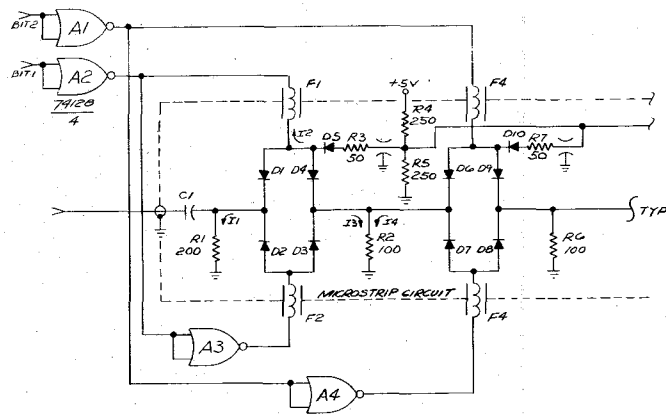 BIT2
A1
BIT1
A2
74128
4
F1
F4
+5V
R4
250
I2
D5
R3
50
D10
R7
50
R5
250
D1
D4
D6
D9
C1
I1
R1
200
D2
D3
I3
I4
R2
100
D7
D8
R6
100
TYP
MICROSTRIP CIRCUIT
F2
F4
A3
A4